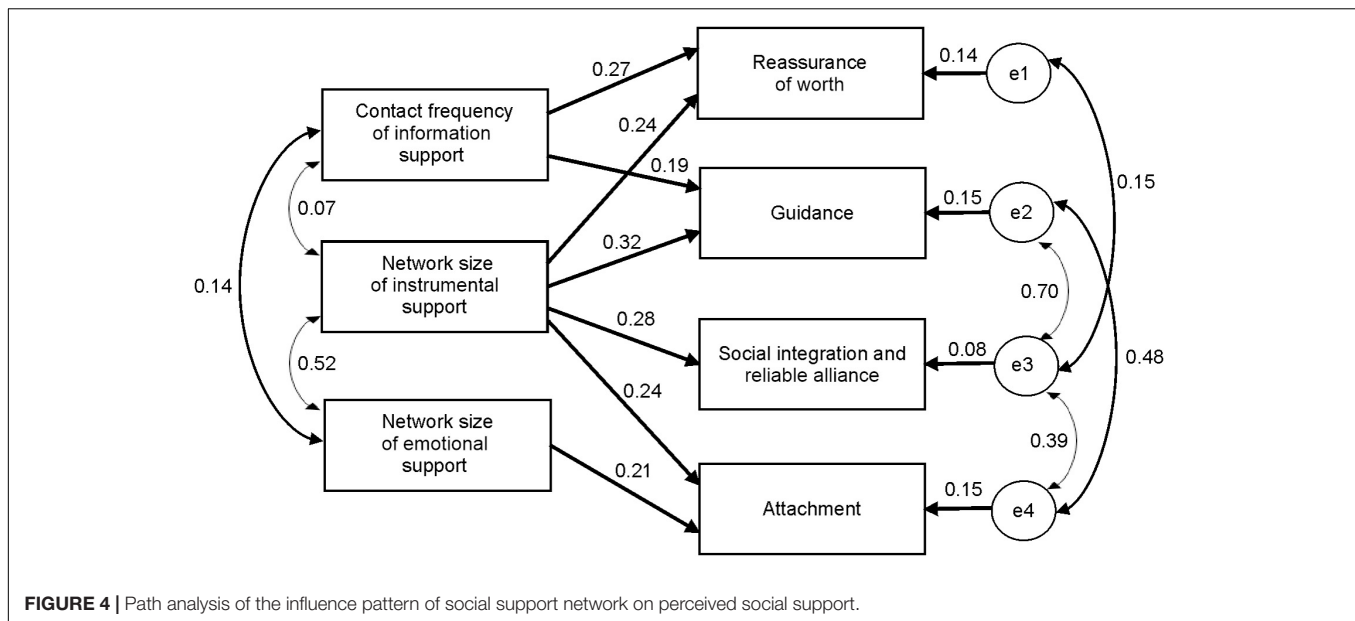 Contact frequency
of information
support
Network size
of instrumental
support
Network size
of emotional
support
0.14
0.07
0.52
0.27
0.24
0.19
0.32
0.28
0.24
0.21
Reassurance
of worth
Guidance
Social integration and
reliable alliance
Attachment
0.14
0.15
0.08
0.15
e1
e2
e3
e4
0.15
0.70
0.48
0.39
FIGURE 4 | Path analysis of the influence pattern of social support network on perceived social support.